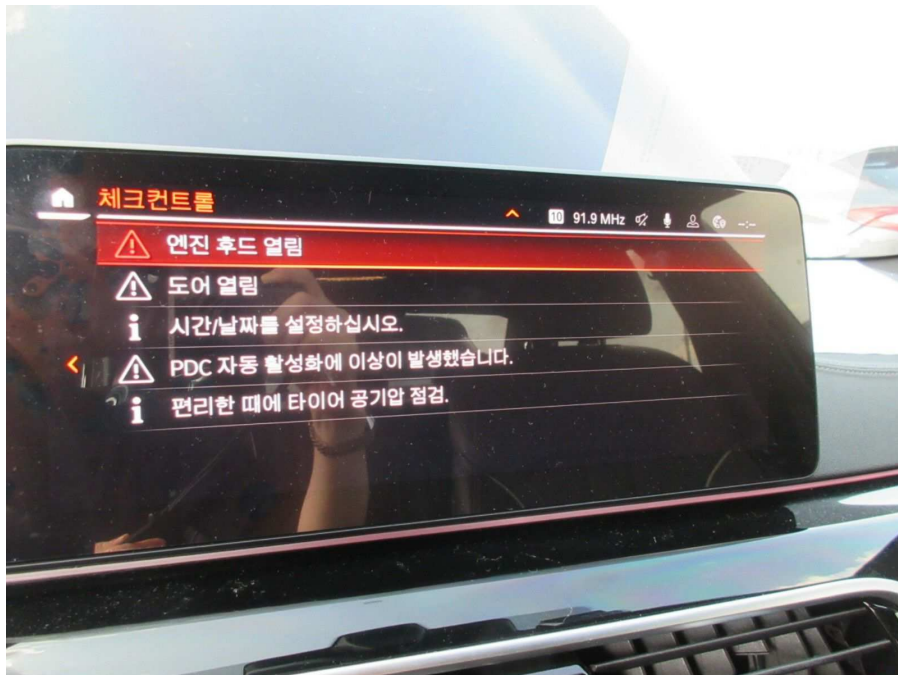 체크컨트롤
10 91.9 MHz --:--
엔진 후드 열림
도어 열림
시간/날짜를 설정하십시오.
PDC 자동 활성화에 이상이 발생했습니다.
편리한 때에 타이어 공기압 점검.